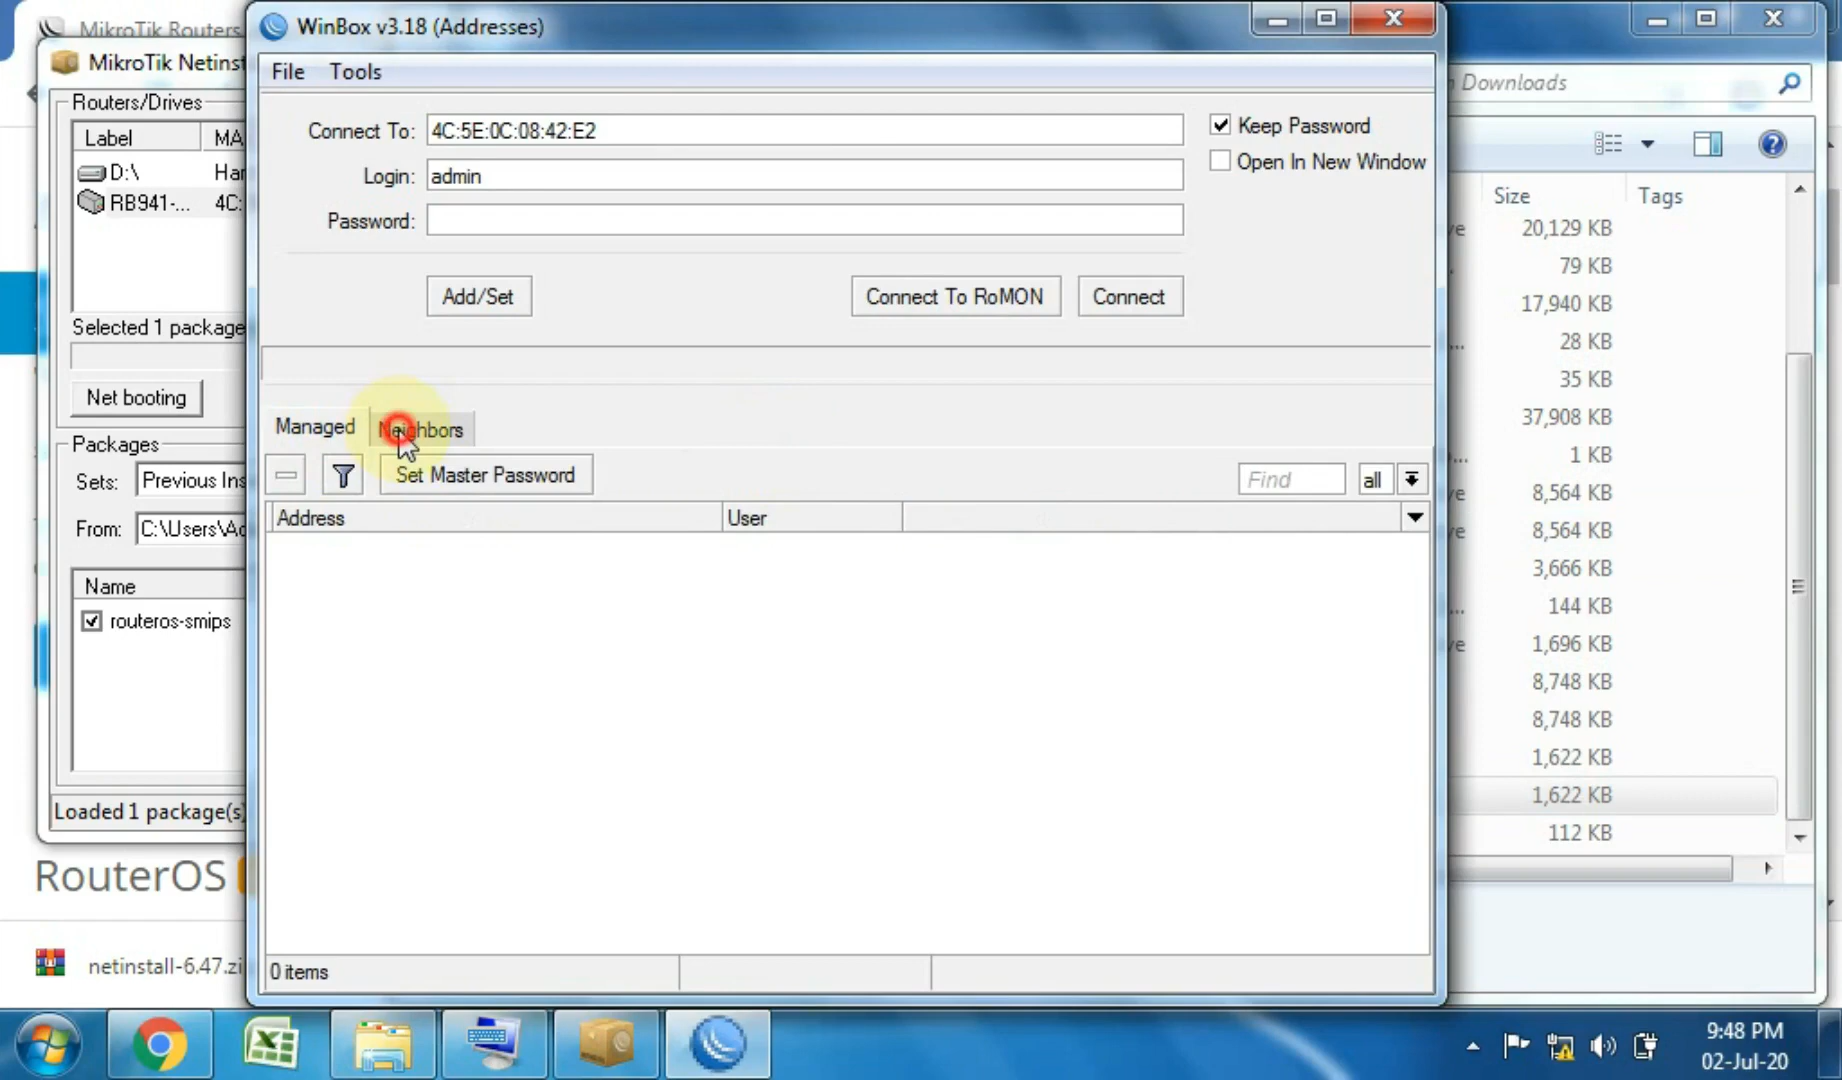 MikroTik Routers
WinBox v3.18 (Addresses)
MikroTik Netinst
File Tools
Downloads
Routers/Drives
Label MA
D:\ Har
RB941-... 4C:
Selected 1 package
Net booting
Packages
Sets: Previous Ins
From: C:\Users\Ad
Name
routeros-smips
Loaded 1 package(s)
RouterOS
netinstall-6.47.zi
Connect To: 4C:5E:0C:08:42:E2
Keep Password
Login: admin
Open In New Window
Password:
Add/Set Connect To RoMON Connect
Managed Neighbors
Set Master Password Find all
Address User
0 items
Size Tags
ve 20,129 KB
79 KB
17,940 KB
... 28 KB
35 KB
37,908 KB
... 1 KB
ve 8,564 KB
ve 8,564 KB
3,666 KB
... 144 KB
ve 1,696 KB
8,748 KB
8,748 KB
1,622 KB
1,622 KB
112 KB
9:48 PM
02-Jul-20